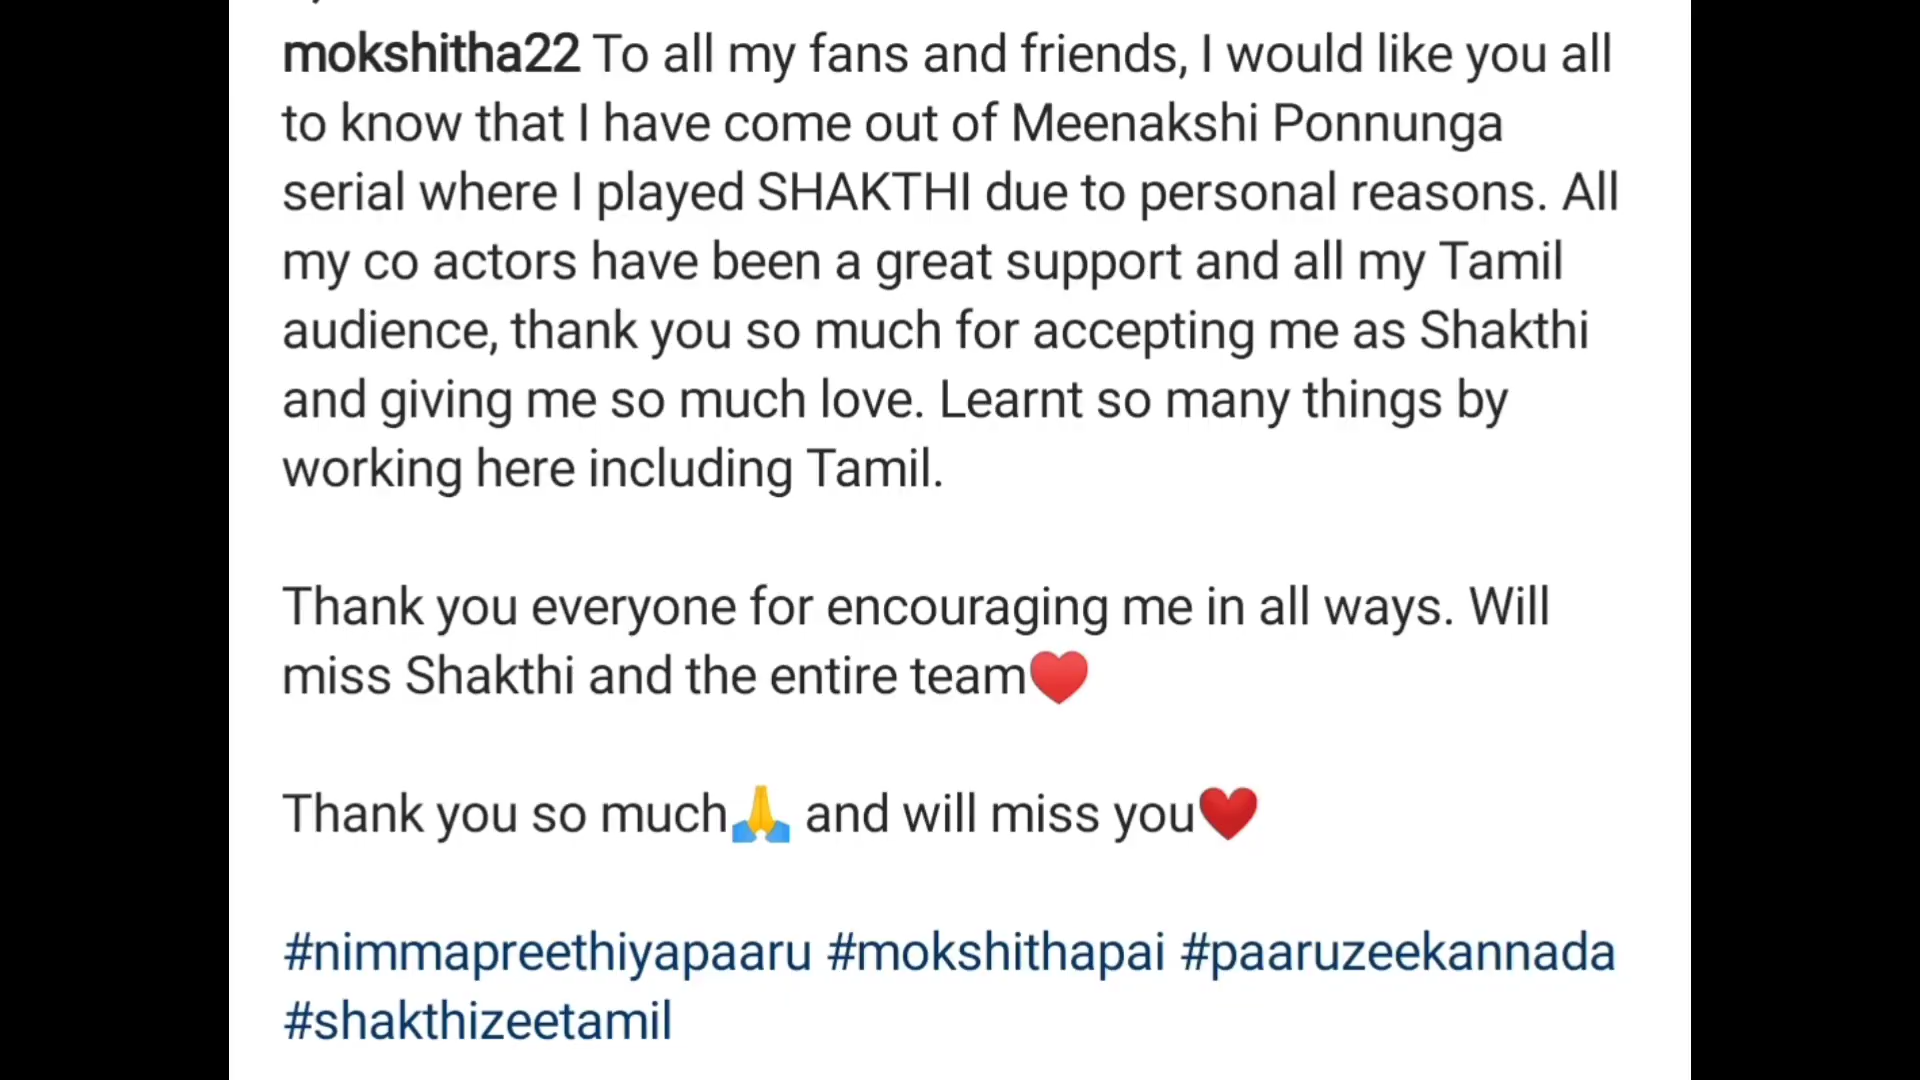 mokshitha22 To all my fans and friends, I would like you all
to know that I have come out of Meenakshi Ponnunga
serial where I played SHAKTHI due to personal reasons. All
my co actors have been a great support and all my Tamil
audience, thank you so much for accepting me as Shakthi
and giving me so much love. Learnt so many things by
working here including Tamil.
Thank you everyone for encouraging me in all ways. Will
miss Shakthi and the entire team♥️
Thank you so much🙏 and will miss you❤️
#nimmapreethiyapaaru #mokshithapai #paaruzeekannada
#shakthizeetamil